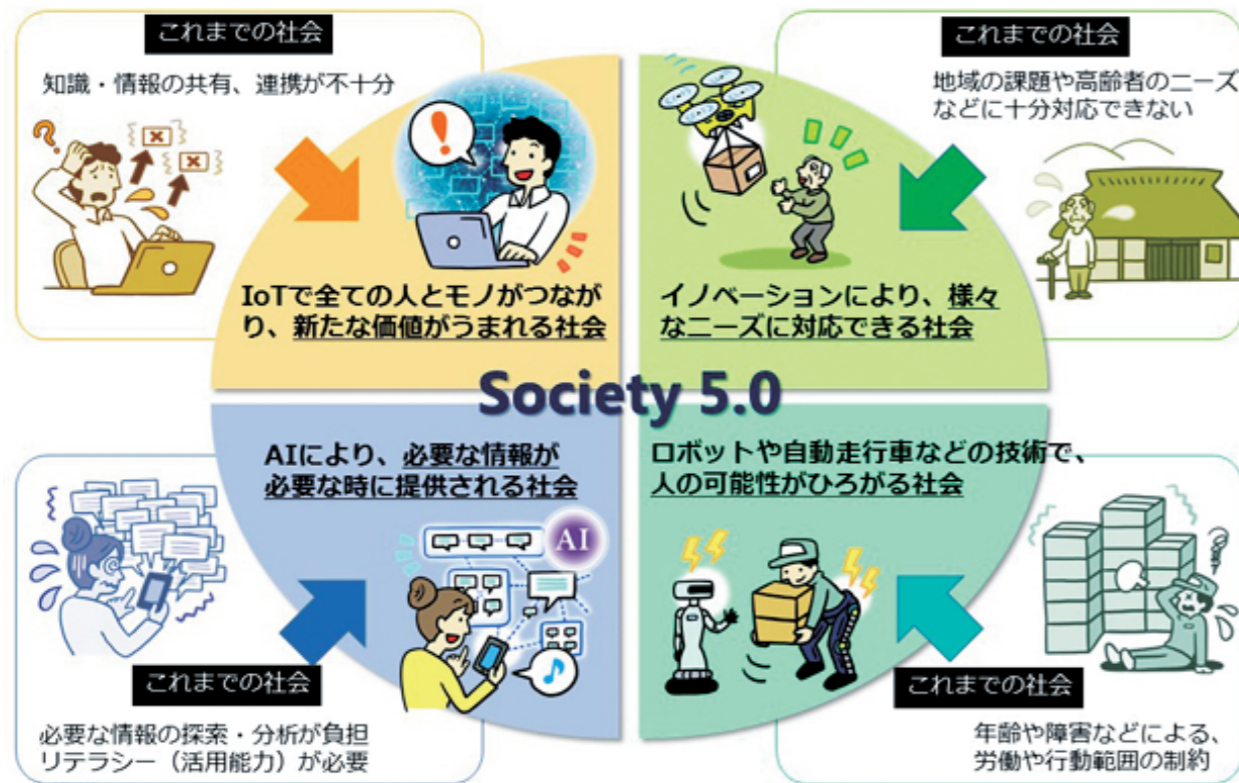 これまでの社会
知識・情報の共有、連携が不十分
?
!
IoTで全ての人とモノがつなが
り、新たな価値がうまれる社会
これまでの社会
地域の課題や高齢者のニーズ
などに十分対応できない
イノベーションにより、様々
なニーズに対応できる社会
Society 5.0
AIにより、必要な情報が
必要な時に提供される社会
AI
これまでの社会
必要な情報の探索・分析が負担
リテラシー（活用能力）が必要
ロボットや自動走行車などの技術で、
人の可能性がひろがる社会
これまでの社会
年齢や障害などによる、
労働や行動範囲の制約